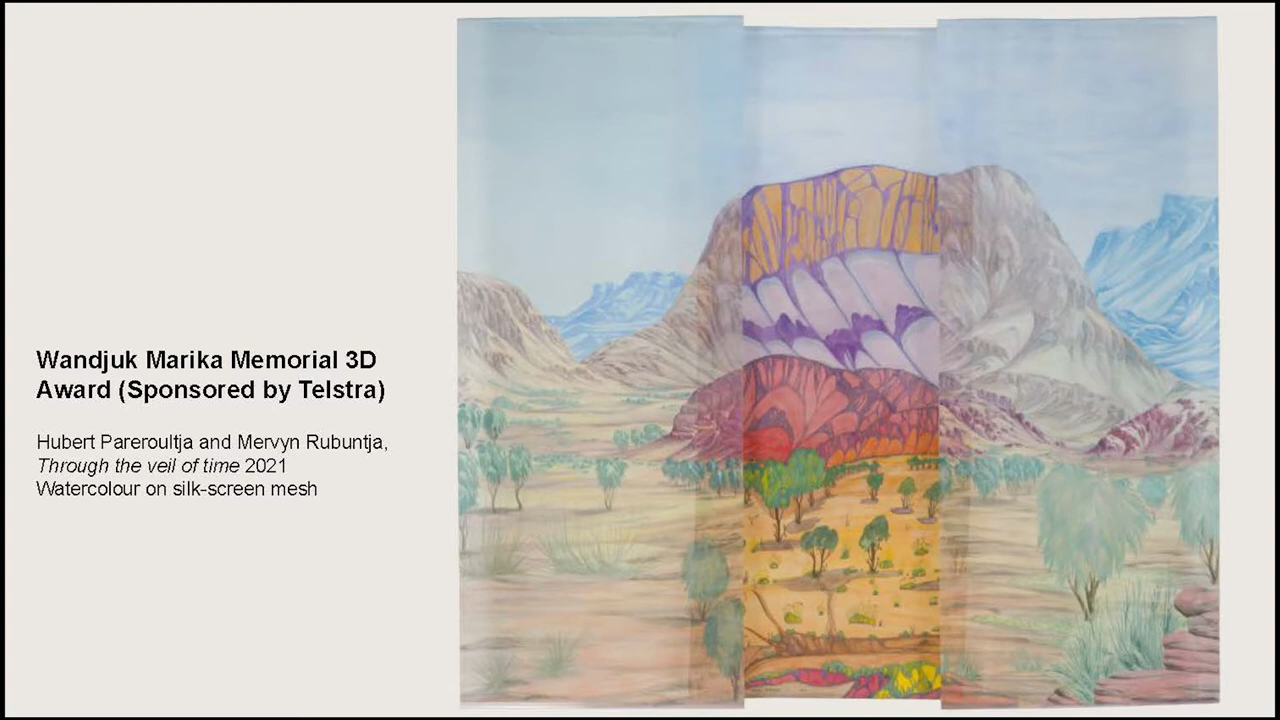 Wandjuk Marika Memorial 3D
Award (Sponsored by Telstra)
Hubert Pareroultja and Mervyn Rubuntja,
Through the veil of time 2021
Watercolour on silk-screen mesh